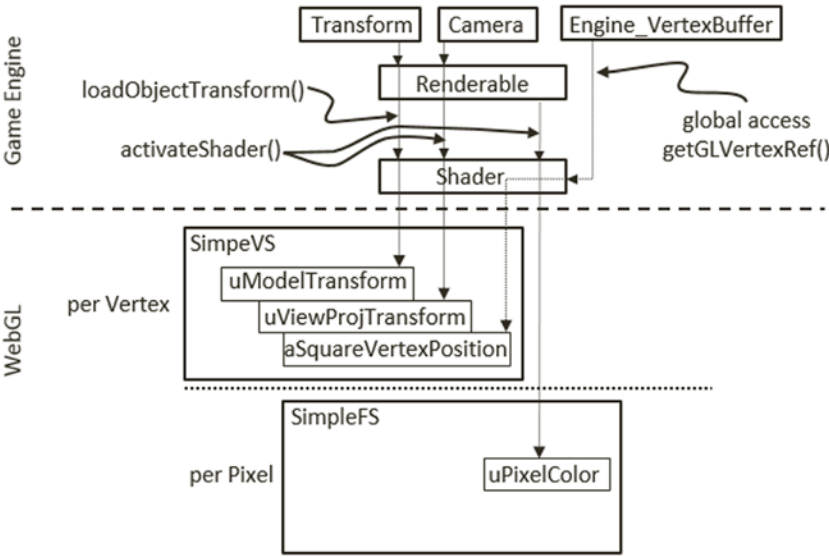 Transform
Camera
Engine_VertexBuffer
Game Engine
loadObjectTransform()
Renderable
activateShader()
global access
getGLVertexRef()
Shader
WebGL
SimpeVS
uModelTransform
per Vertex
uViewProjTransform
aSquareVertexPosition
SimpleFS
per Pixel
uPixelColor